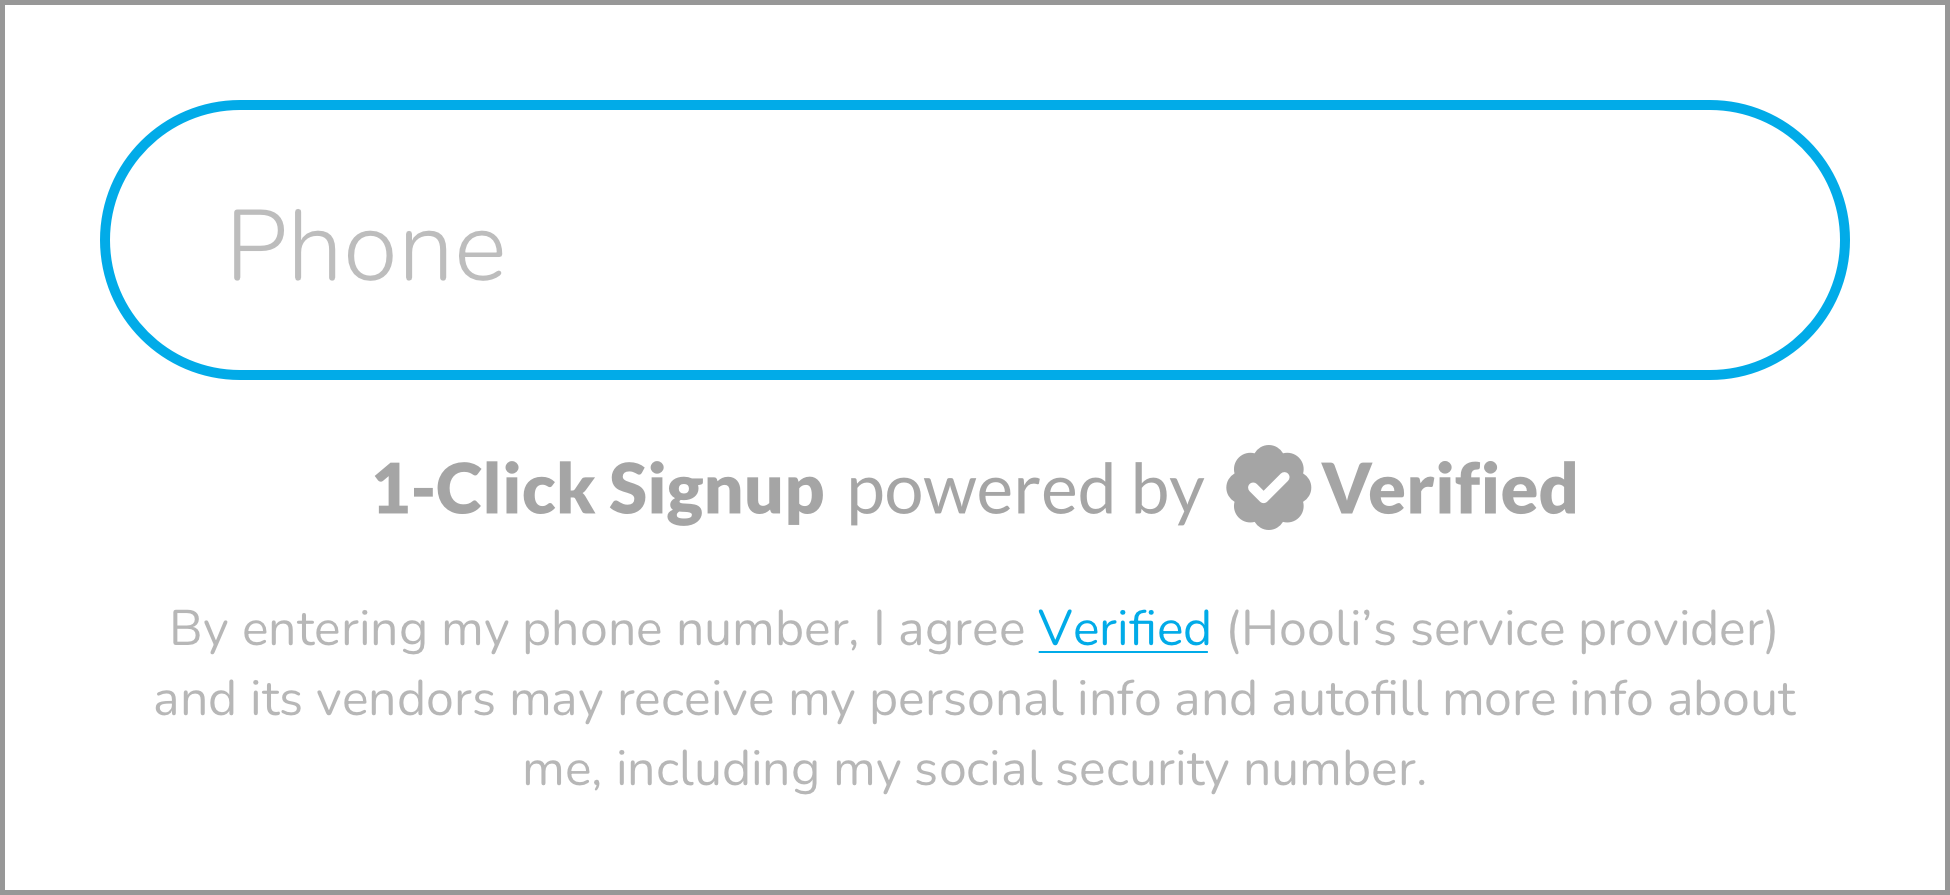 Phone
1-Click Signup powered by Verified
By entering my phone number, I agree Verified (Hooli’s service provider)
and its vendors may receive my personal info and autofill more info about
me, including my social security number.